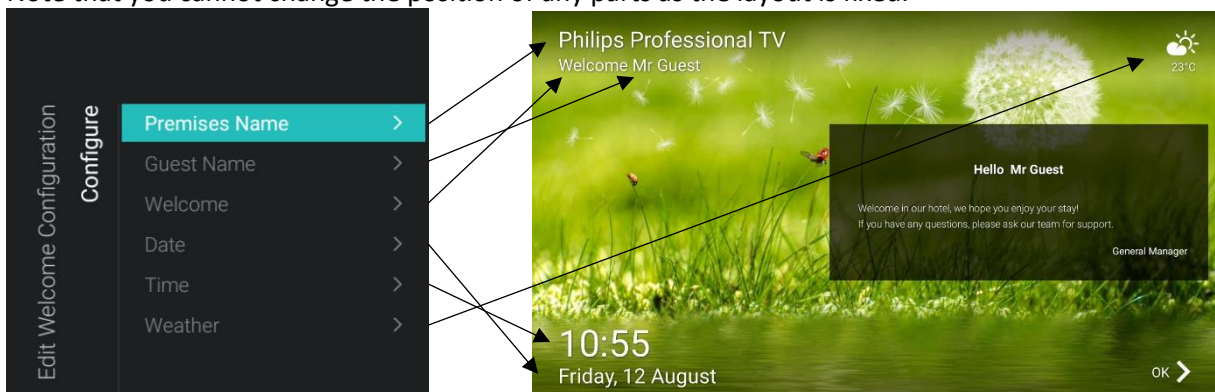 Note that you cannot change the position of any parts as the layout is fixed.
Edit Welcome Configuration
Configure
Premises Name
Guest Name
Welcome
Date
Time
Weather
Philips Professional TV
Welcome Mr Guest
23°C
Hello Mr Guest
Welcome in our hotel, we hope you enjoy your stay!
If you have any questions, please ask our team for support.
General Manager
10:55
Friday, 12 August
OK